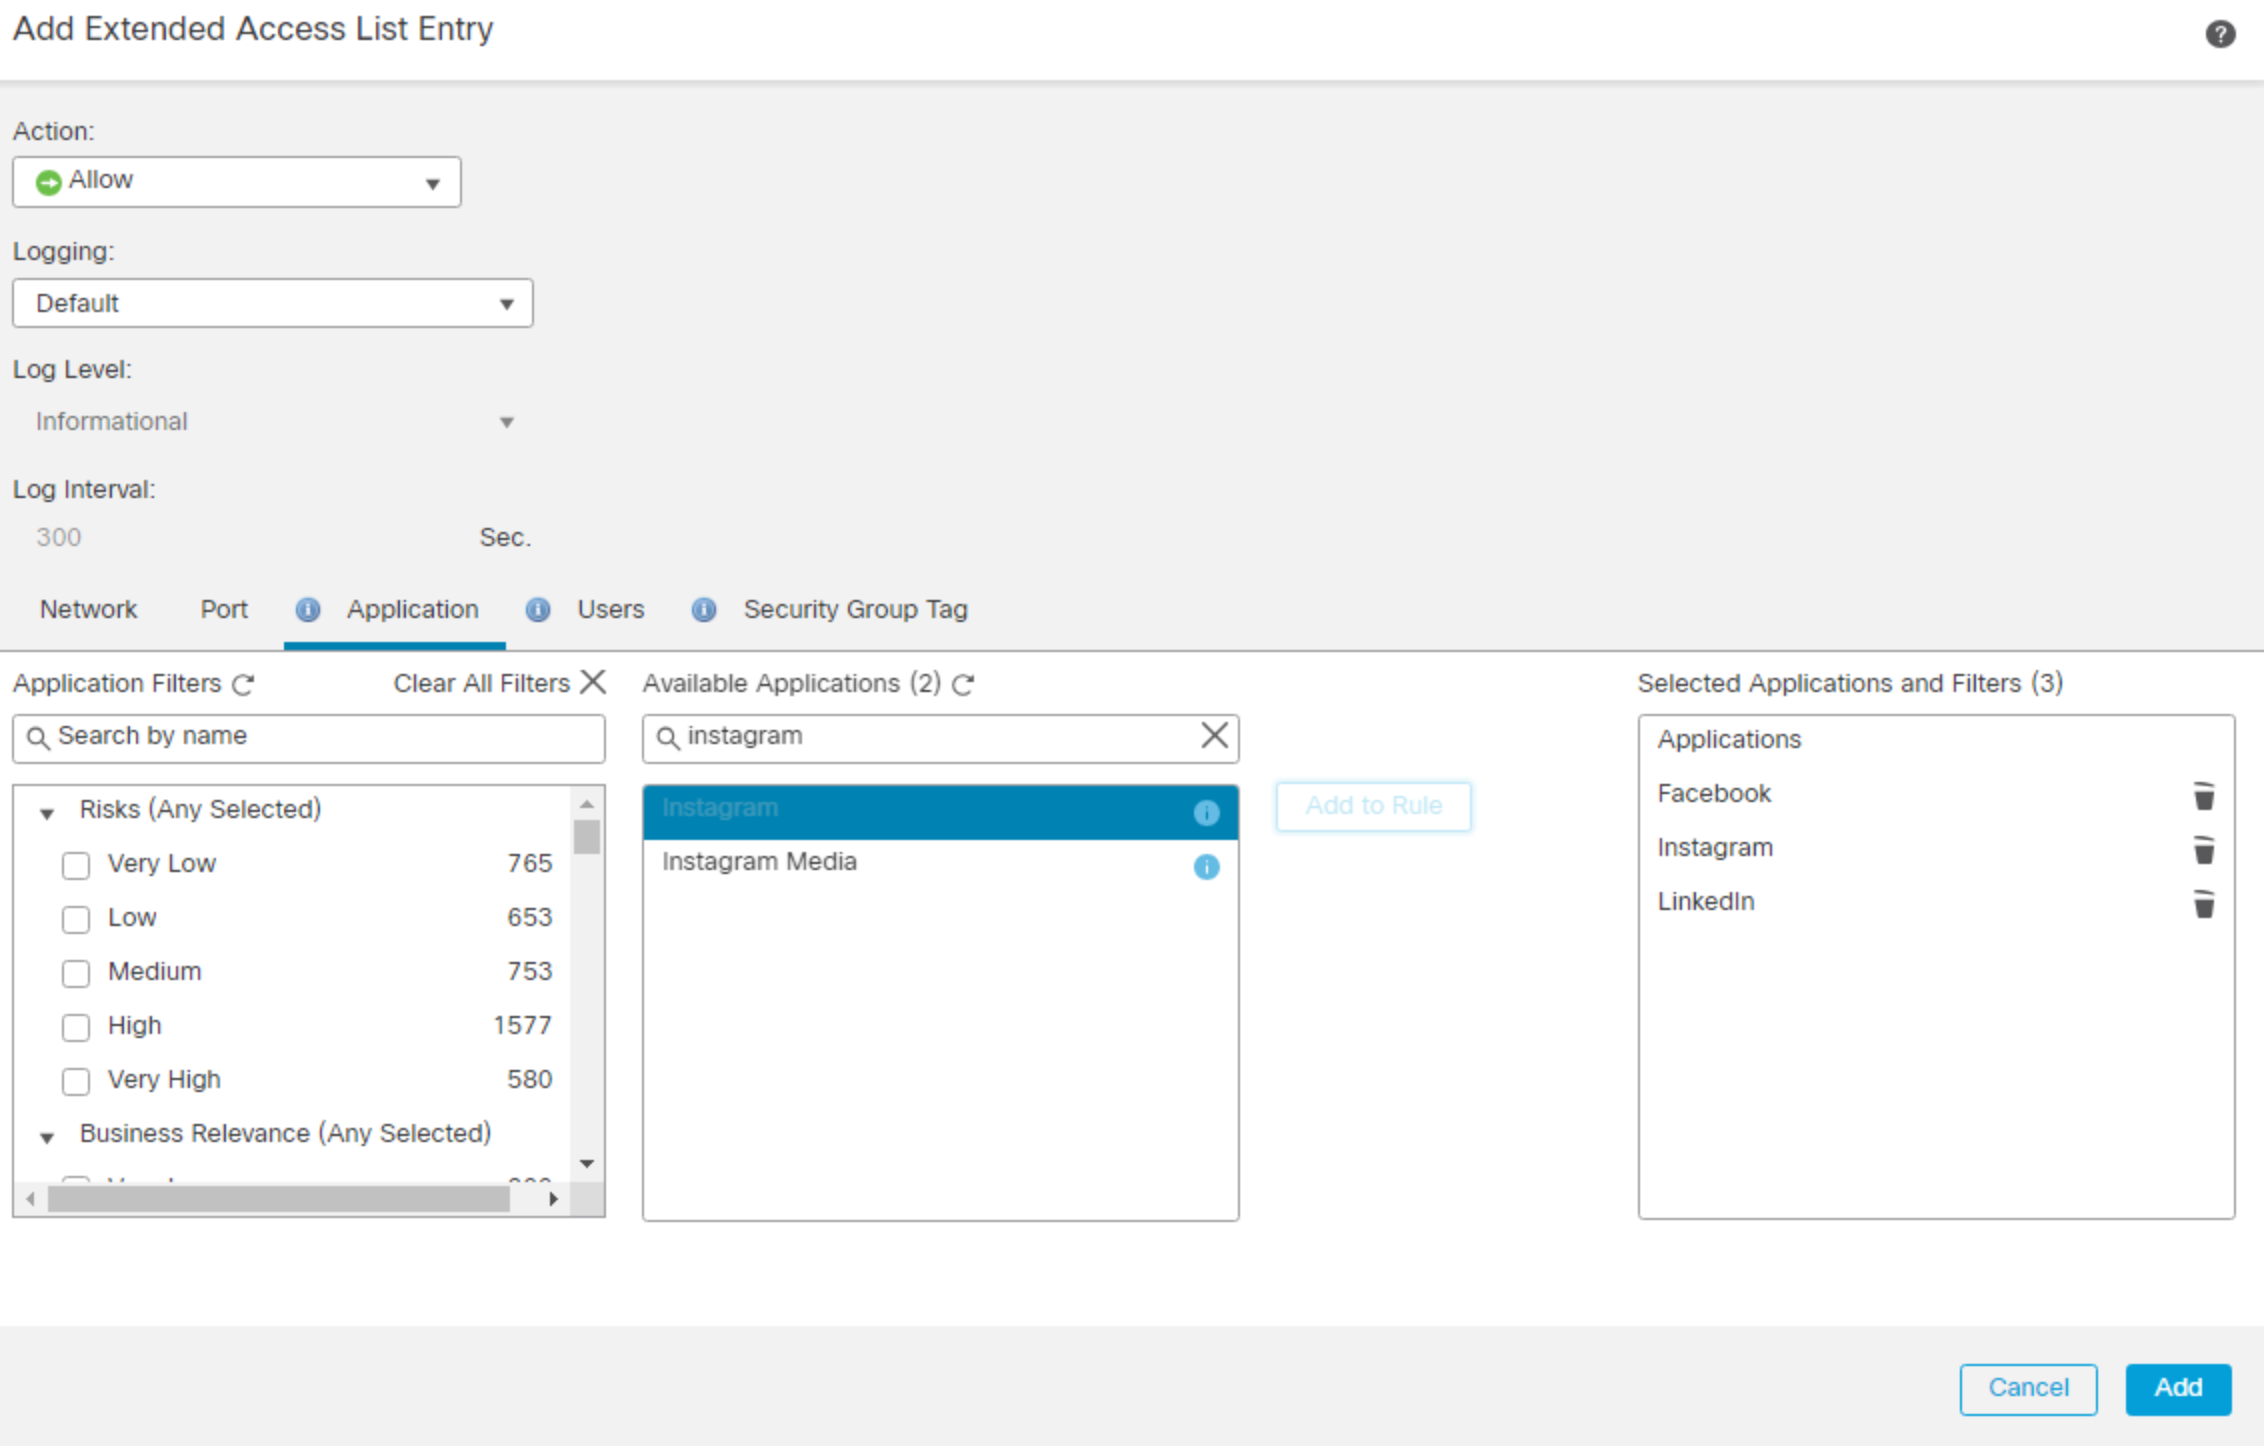 Add Extended Access List Entry
Action:
Allow
Logging:
Default
Log Level:
Informational
Log Interval:
300 Sec.
Network Port Application Users Security Group Tag
Application Filters Clear All Filters
Search by name
Risks (Any Selected)
Very Low 765
Low 653
Medium 753
High 1577
Very High 580
Business Relevance (Any Selected)
Available Applications (2)
instagram
Instagram
Instagram Media
Add to Rule
Selected Applications and Filters (3)
Applications
Facebook
Instagram
LinkedIn
Cancel Add